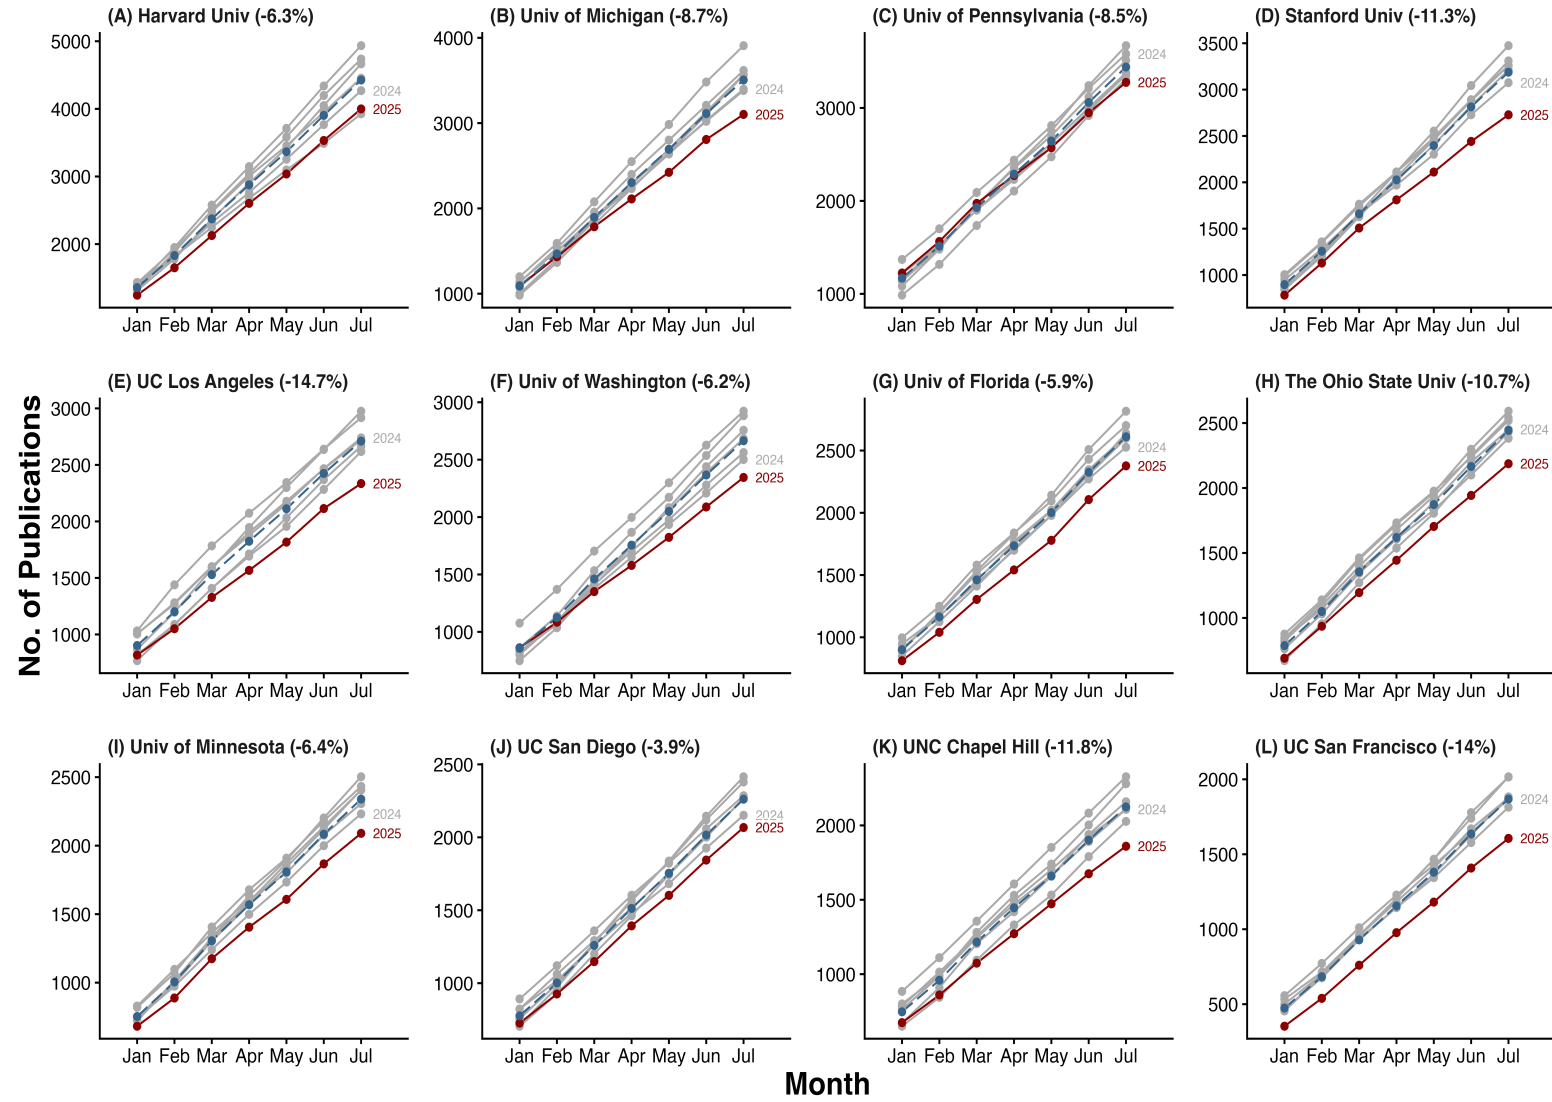 (A) Harvard Univ (-6.3%)
5000
4000
3000
2000
2024
2025
Jan Feb Mar Apr May Jun Jul
(B) Univ of Michigan (-8.7%)
4000
3000
2000
1000
2024
2025
Jan Feb Mar Apr May Jun Jul
(C) Univ of Pennsylvania (-8.5%)
3000
2000
1000
2024
2025
Jan Feb Mar Apr May Jun Jul
(D) Stanford Univ (-11.3%)
3500
3000
2500
2000
1500
1000
2024
2025
Jan Feb Mar Apr May Jun Jul
No. of Publications
(E) UC Los Angeles (-14.7%)
3000
2500
2000
1500
1000
2024
2025
Jan Feb Mar Apr May Jun Jul
(F) Univ of Washington (-6.2%)
3000
2500
2000
1500
1000
2024
2025
Jan Feb Mar Apr May Jun Jul
(G) Univ of Florida (-5.9%)
2500
2000
1500
1000
2024
2025
Jan Feb Mar Apr May Jun Jul
(H) The Ohio State Univ (-10.7%)
2500
2000
1500
1000
2024
2025
Jan Feb Mar Apr May Jun Jul
(I) Univ of Minnesota (-6.4%)
2500
2000
1500
1000
2024
2025
Jan Feb Mar Apr May Jun Jul
(J) UC San Diego (-3.9%)
2500
2000
1500
1000
2024
2025
Jan Feb Mar Apr May Jun Jul
(K) UNC Chapel Hill (-11.8%)
2000
1500
1000
2024
2025
Jan Feb Mar Apr May Jun Jul
(L) UC San Francisco (-14%)
2000
1500
1000
500
2024
2025
Jan Feb Mar Apr May Jun Jul
Month